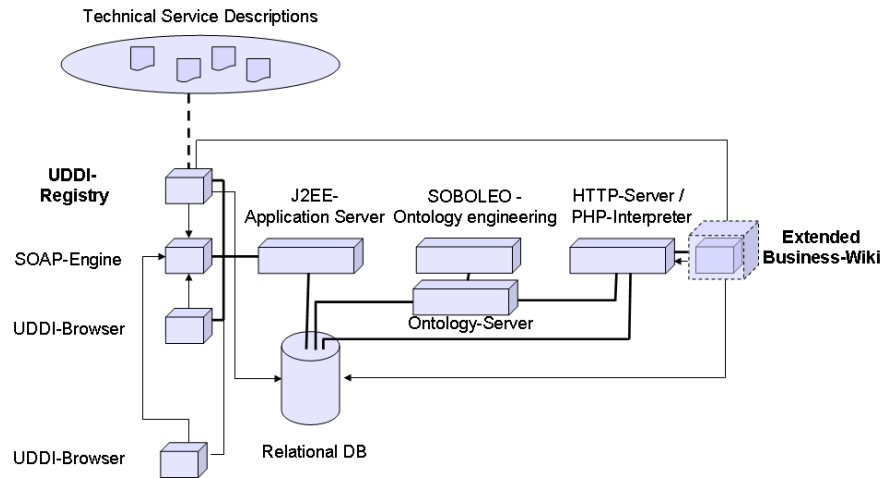 Technical Service Descriptions
UDDI-
Registry
J2EE-
Application Server
SOBOLEO -
Ontology engineering
HTTP-Server /
PHP-Interpreter
Extended
Business-Wiki
SOAP-Engine
UDDI-Browser
Ontology-Server
Relational DB
UDDI-Browser